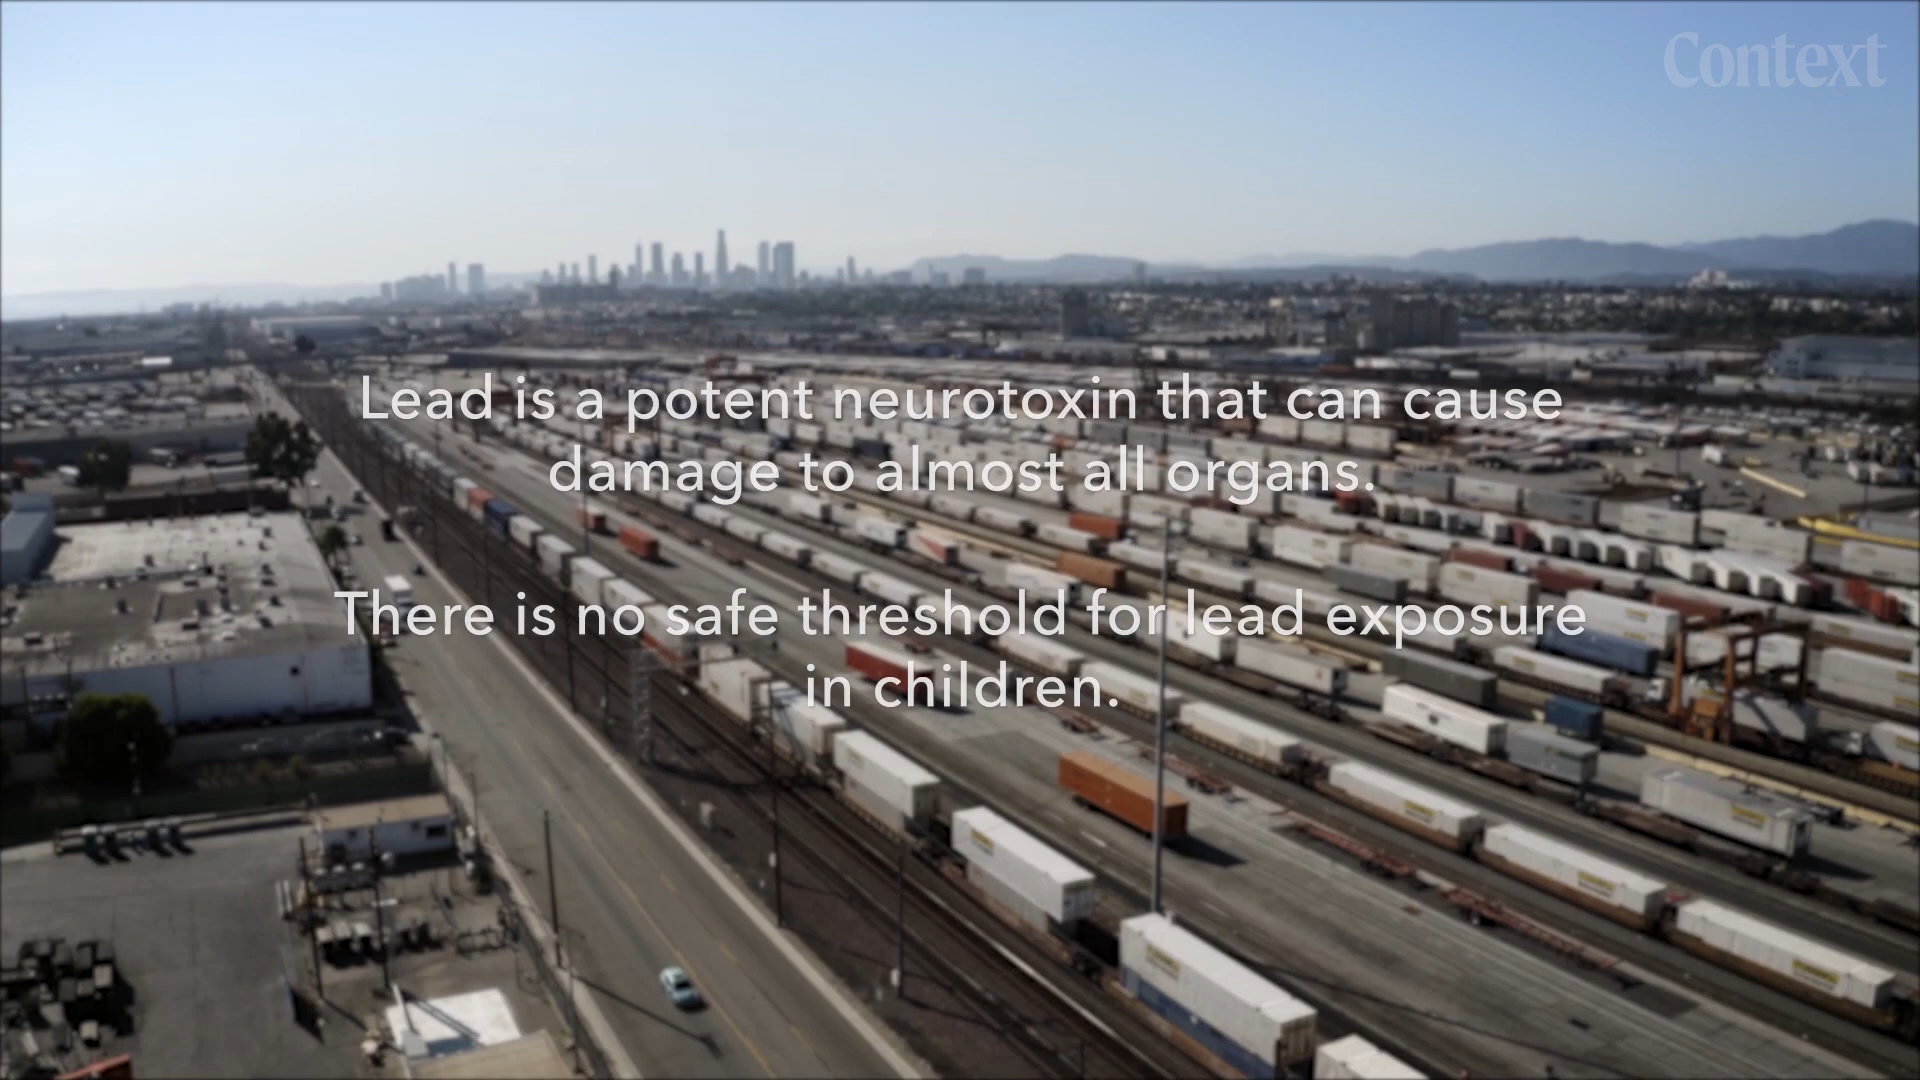 Context
Lead is a potent neurotoxin that can cause
damage to almost all organs.
There is no safe threshold for lead exposure
in children.